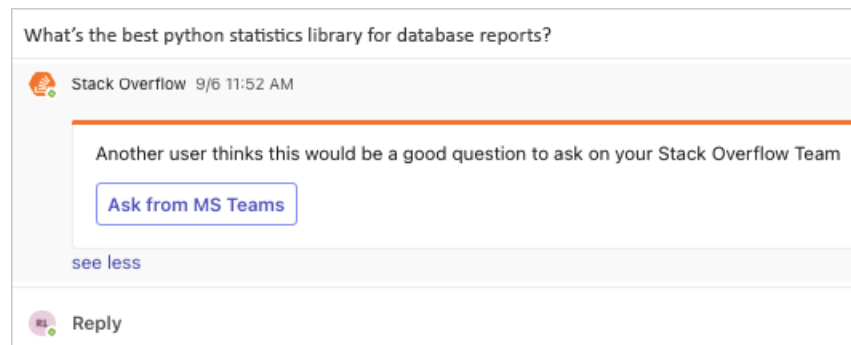 What's the best python statistics library for database reports?
Stack Overflow 9/6 11:52 AM
Another user thinks this would be a good question to ask on your Stack Overflow Team
Ask from MS Teams
see less
Reply